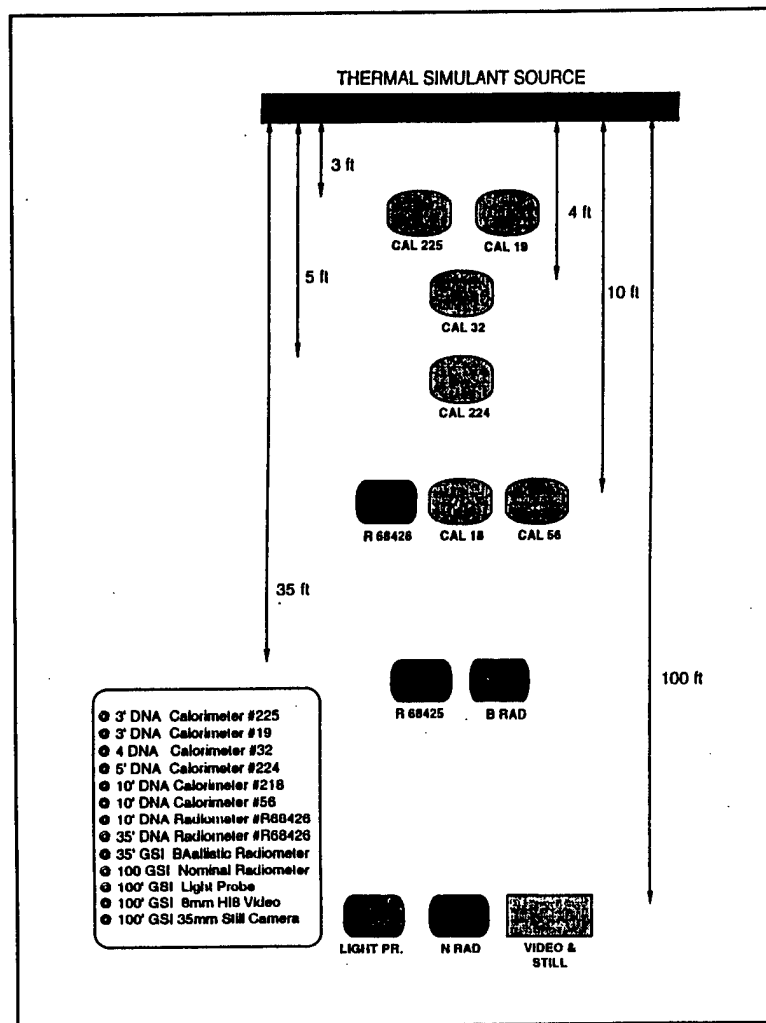 THERMAL SIMULANT SOURCE
3 ft
4 ft
CAL 225
CAL 19
5 ft
10 ft
CAL 32
CAL 224
R 68426
CAL 18
CAL 56
35 ft
100 ft
R 68425
B RAD
3' DNA Calorimeter #225
3' DNA Calorimeter #19
4 DNA Calorimeter #32
5' DNA Calorimeter #224
10' DNA Calorimeter #218
10' DNA Calorimeter #56
10' DNA Radiometer #R68426
35' DNA Radiometer #R68426
35' GSI BAallistic Radiometer
100 GSI Nominal Radiometer
100' GSI Light Probe
100' GSI 8mm HI8 Video
100' GSI 35mm Still Camera
LIGHT PR.
N RAD
VIDEO &
STILL